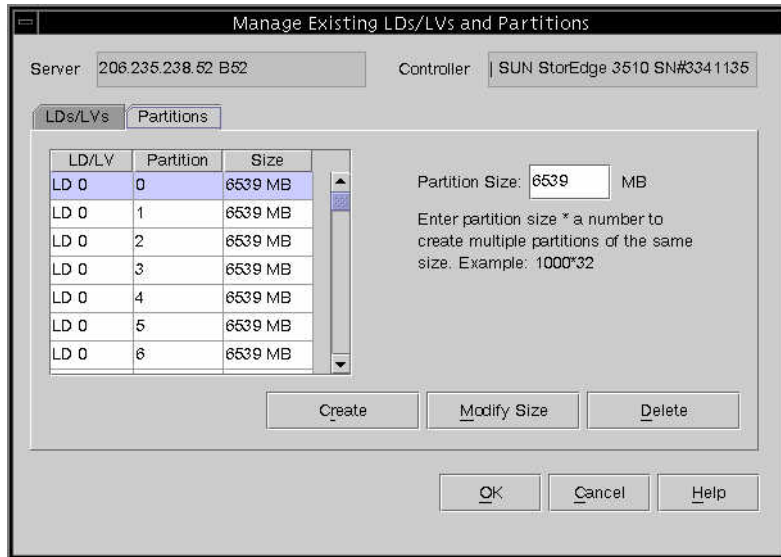 Manage Existing LDs/LVs and Partitions
Server 206.235.238.52 B52 Controller | SUN StorEdge 3510 SN#3341135
LDs/LVs Partitions
LD/LV Partition Size
LD 0 0 6539 MB
LD 0 1 6539 MB
LD 0 2 6539 MB
LD 0 3 6539 MB
LD 0 4 6539 MB
LD 0 5 6539 MB
LD 0 6 6539 MB
Partition Size: 6539 MB
Enter partition size * a number to
create multiple partitions of the same
size. Example: 1000*32
Create Modify Size Delete
OK Cancel Help